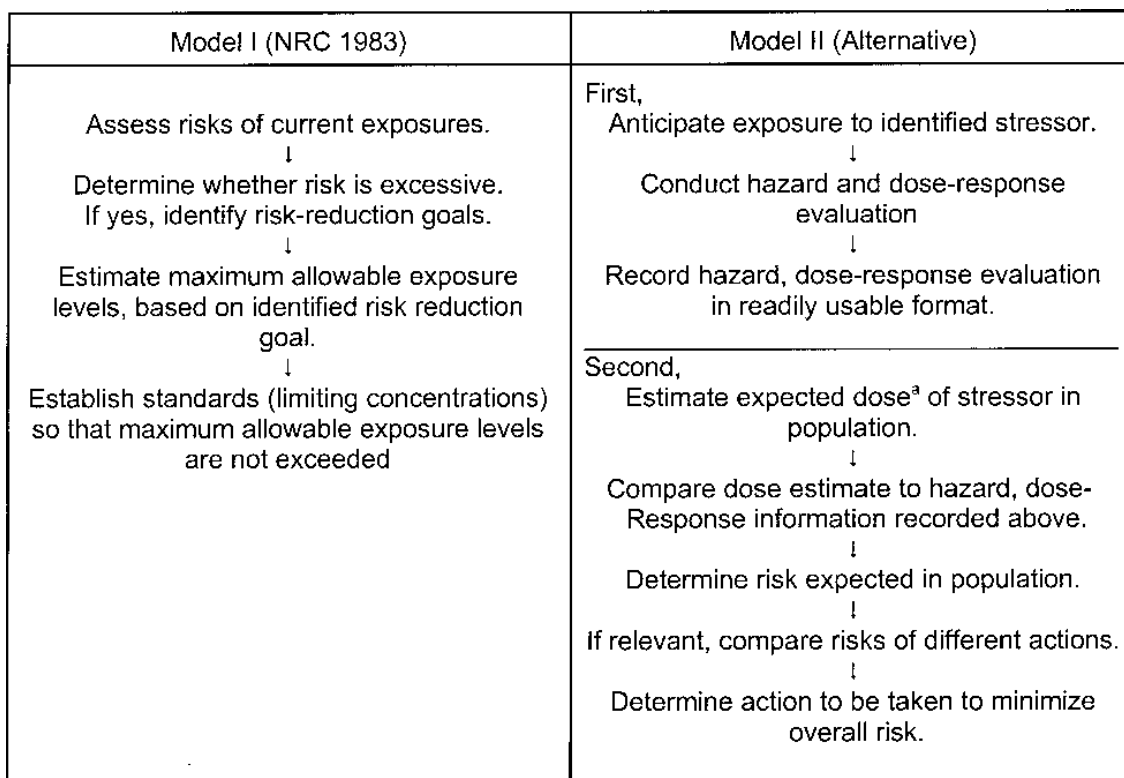 Model I (NRC 1983)
Assess risks of current exposures.
↓
Determine whether risk is excessive.
If yes, identify risk-reduction goals.
↓
Estimate maximum allowable exposure
levels, based on identified risk reduction
goal.
↓
Establish standards (limiting concentrations)
so that maximum allowable exposure levels
are not exceeded
Model II (Alternative)
First,
Anticipate exposure to identified stressor.
↓
Conduct hazard and dose-response
evaluation
↓
Record hazard, dose-response evaluation
in readily usable format.
Second,
Estimate expected doseᵃ of stressor in
population.
↓
Compare dose estimate to hazard, dose-
Response information recorded above.
↓
Determine risk expected in population.
↓
If relevant, compare risks of different actions.
↓
Determine action to be taken to minimize
overall risk.